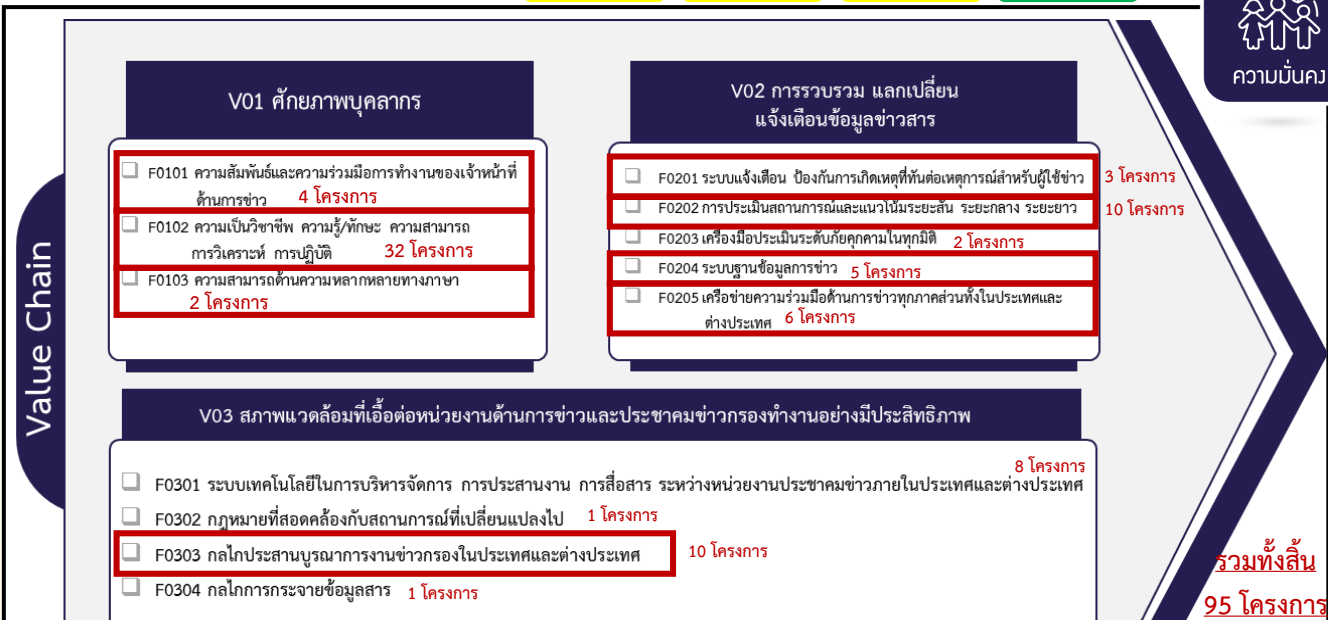 ความมั่นคง
Value Chain
V01 ศักยภาพบุคลากร
F0101 ความสัมพันธ์และความร่วมมือการทำงานของเจ้าหน้าที่
ด้านการข่าว 4 โครงการ
F0102 ความเป็นวิชาชีพ ความรู้/ทักษะ ความสามารถ
การวิเคราะห์ การปฏิบัติ 32 โครงการ
F0103 ความสามารถด้านความหลากหลายทางภาษา
2 โครงการ
V02 การรวบรวม แลกเปลี่ยน
แจ้งเตือนข้อมูลข่าวสาร
F0201 ระบบแจ้งเตือน ป้องกันการเกิดเหตุที่ทันต่อเหตุการณ์สำหรับผู้ใช้ข่าว 3 โครงการ
F0202 การประเมินสถานการณ์และแนวโน้มระยะสั้น ระยะกลาง ระยะยาว 10 โครงการ
F0203 เครื่องมือประเมินระดับภัยคุกคามในทุกมิติ 2 โครงการ
F0204 ระบบฐานข้อมูลการข่าว 5 โครงการ
F0205 เครือข่ายความร่วมมือด้านการข่าวทุกภาคส่วนทั้งในประเทศและ
ต่างประเทศ 6 โครงการ
V03 สภาพแวดล้อมที่เอื้อต่อหน่วยงานด้านการข่าวและประชาคมข่าวกรองทำงานอย่างมีประสิทธิภาพ
8 โครงการ
F0301 ระบบเทคโนโลยีในการบริหารจัดการ การประสานงาน การสื่อสาร ระหว่างหน่วยงานประชาคมข่าวภายในประเทศและต่างประเทศ
F0302 กฎหมายที่สอดคล้องกับสถานการณ์ที่เปลี่ยนแปลงไป 1 โครงการ
F0303 กลไกประสานบูรณาการงานข่าวกรองในประเทศและต่างประเทศ 10 โครงการ
F0304 กลไกการกระจายข้อมูลสาร 1 โครงการ
รวมทั้งสิ้น
95 โครงการ